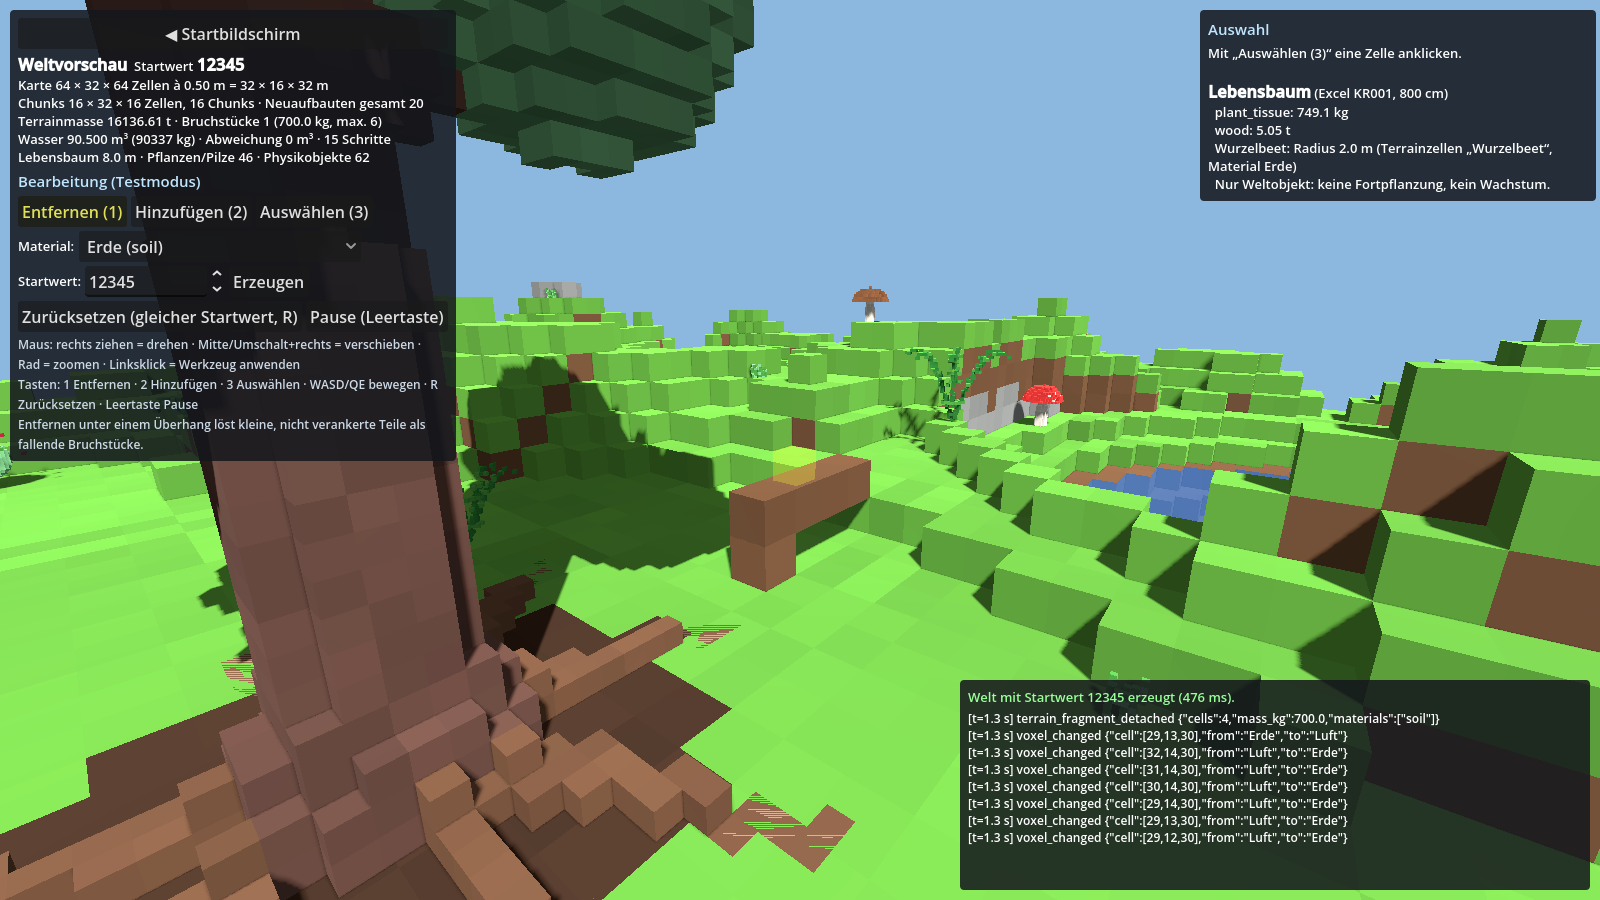 ◀ Startbildschirm
Weltvorschau Startwert 12345
Karte 64 × 32 × 64 Zellen à 0.50 m = 32 × 16 × 32 m
Chunks 16 × 32 × 16 Zellen, 16 Chunks · Neuaufbauten gesamt 20
Terrainmasse 16136.61 t · Bruchstücke 1 (700.0 kg, max. 6)
Wasser 90.500 m³ (90337 kg) · Abweichung 0 m³ · 15 Schritte
Lebensbaum 8.0 m · Pflanzen/Pilze 46 · Physikobjekte 62
Bearbeitung (Testmodus)
Entfernen (1) Hinzufügen (2) Auswählen (3)
Material: Erde (soil)
Startwert: 12345 Erzeugen
Zurücksetzen (gleicher Startwert, R) Pause (Leertaste)
Maus: rechts ziehen = drehen · Mitte/Umschalt+rechts = verschieben ·
Rad = zoomen · Linksklick = Werkzeug anwenden
Tasten: 1 Entfernen · 2 Hinzufügen · 3 Auswählen · WASD/QE bewegen · R
Zurücksetzen · Leertaste Pause
Entfernen unter einem Überhang löst kleine, nicht verankerte Teile als
fallende Bruchstücke.
Auswahl
Mit „Auswählen (3)“ eine Zelle anklicken.
Lebensbaum (Excel KR001, 800 cm)
plant_tissue: 749.1 kg
wood: 5.05 t
Wurzelbeet: Radius 2.0 m (Terrainzellen „Wurzelbeet“,
Material Erde)
Nur Weltobjekt: keine Fortpflanzung, kein Wachstum.
Welt mit Startwert 12345 erzeugt (476 ms).
[t=1.3 s] terrain_fragment_detached {"cells":4,"mass_kg":700.0,"materials":["soil"]}
[t=1.3 s] voxel_changed {"cell":[29,13,30],"from":"Erde","to":"Luft"}
[t=1.3 s] voxel_changed {"cell":[32,14,30],"from":"Luft","to":"Erde"}
[t=1.3 s] voxel_changed {"cell":[31,14,30],"from":"Luft","to":"Erde"}
[t=1.3 s] voxel_changed {"cell":[30,14,30],"from":"Luft","to":"Erde"}
[t=1.3 s] voxel_changed {"cell":[29,14,30],"from":"Luft","to":"Erde"}
[t=1.3 s] voxel_changed {"cell":[29,13,30],"from":"Luft","to":"Erde"}
[t=1.3 s] voxel_changed {"cell":[29,12,30],"from":"Luft","to":"Erde"}